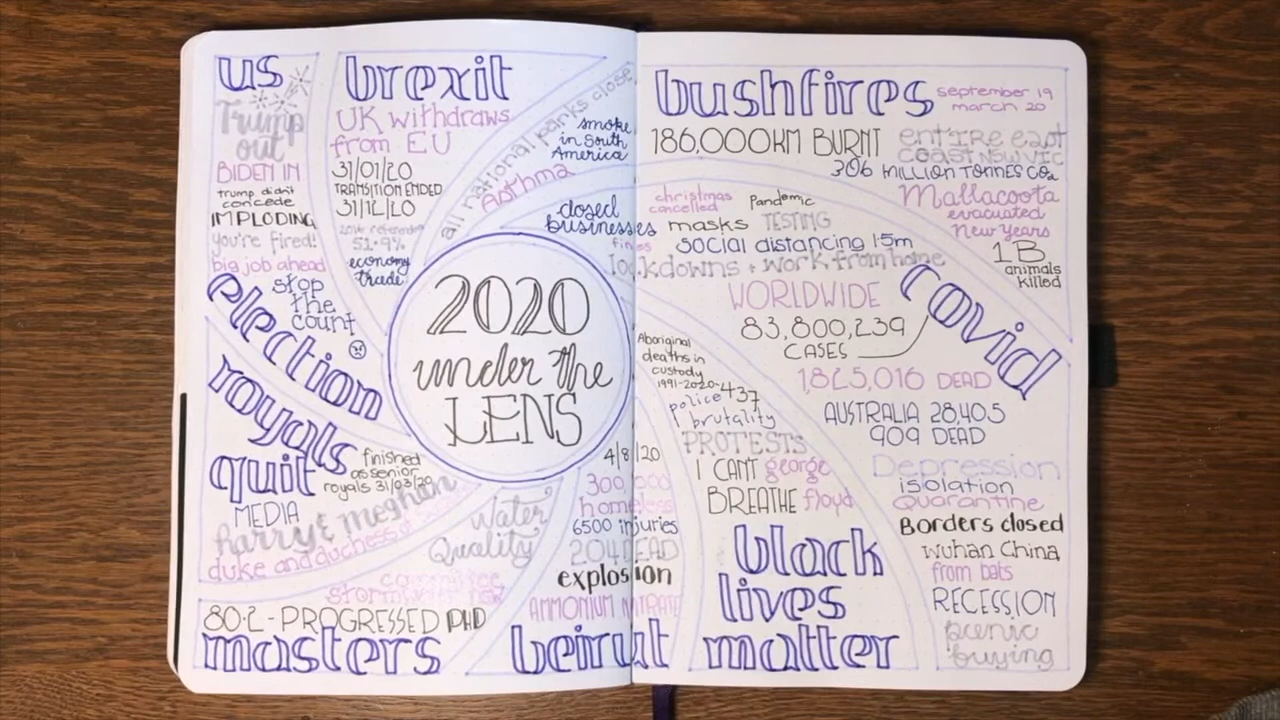 2020
under the
LENS
us
Trump
out
BIDEN IN
trump didn't
concede
IMPLODING
you're fired!
big job ahead
stop
the
count
election
brexit
UK withdraws
from EU
31/01/20
TRANSITION ENDED
31/12/20
2016 referendum
51.9%
economy
trade
bushfires
september 19
march 20
186,000KM BURNT
entire east
coast NSW VIC
306 MILLION TONNES CO2
Mallacoota
evacuated
New Years
1B
animals
killed
all national parks close
smoke
in South
America
Asthma
closed
businesses
fines
christmas
cancelled
Pandemic
masks TESTING
social distancing 1.5m
lockdowns + work from home
covid
WORLDWIDE
83,800,239
CASES
1,825,016 DEAD
AUSTRALIA 28,405
909 DEAD
Depression
isolation
Quarantine
Borders closed
Wuhan China
from bats
RECESSION
panic
buying
Aboriginal
deaths in
custody
1991-2020-437
police
brutality
PROTESTS
I CANT george
BREATHE floyd
black
lives
matter
4/8/20
300,000
homeless
6500 injuries
204 DEAD
explosion
AMMONIUM NITRATE
beirut
royals
quit
finished
as senior
royals 31/03/20
MEDIA
Harry & Meghan
duke and duchess of
Water
Quality
committee
stormwater
80.2 - PROGRESSED PHD
masters